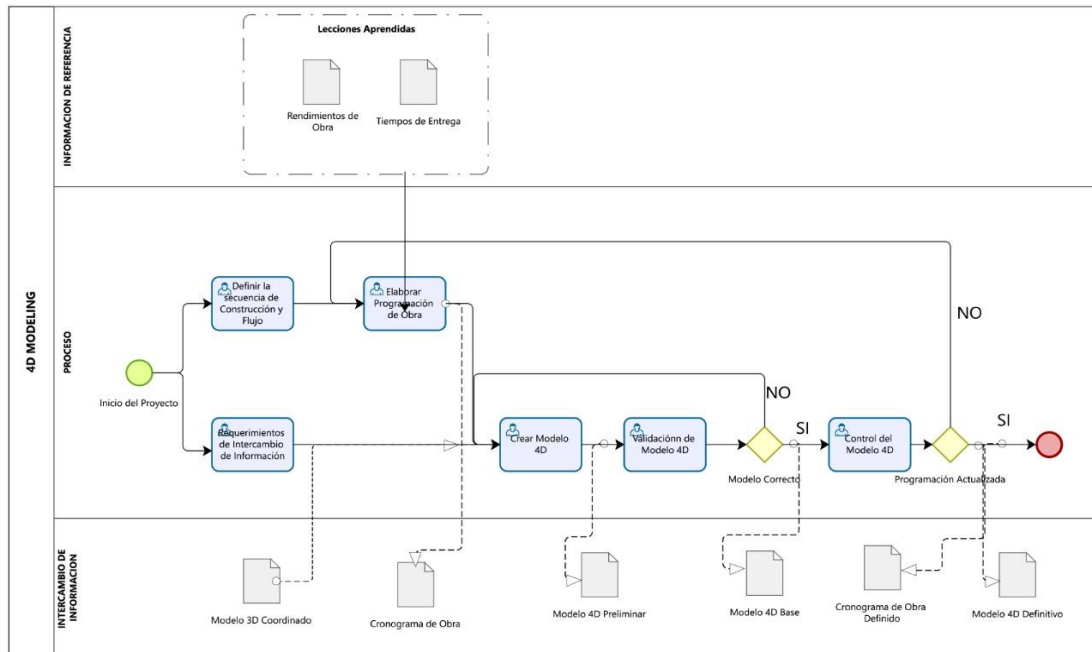 4D MODELING
INFORMACION DE REFERENCIA
Lecciones Aprendidas
Rendimientos de
Obra
Tiempos de Entrega
PROCESO
Inicio del Proyecto
Definir la
secuencia de
Construcción y
Flujo
Elaborar
Programación
de Obra
Requerimientos
de Intercambio
de Información
Crear Modelo
4D
Validaciónn de
Modelo 4D
NO
SI
Modelo Correcto
Control del
Modelo 4D
NO
SI
Programación Actualizada
INTERCAMBIO DE
INFORMACION
Modelo 3D Coordinado
Cronograma de Obra
Modelo 4D Preliminar
Modelo 4D Base
Cronograma de Obra
Definido
Modelo 4D Definitivo